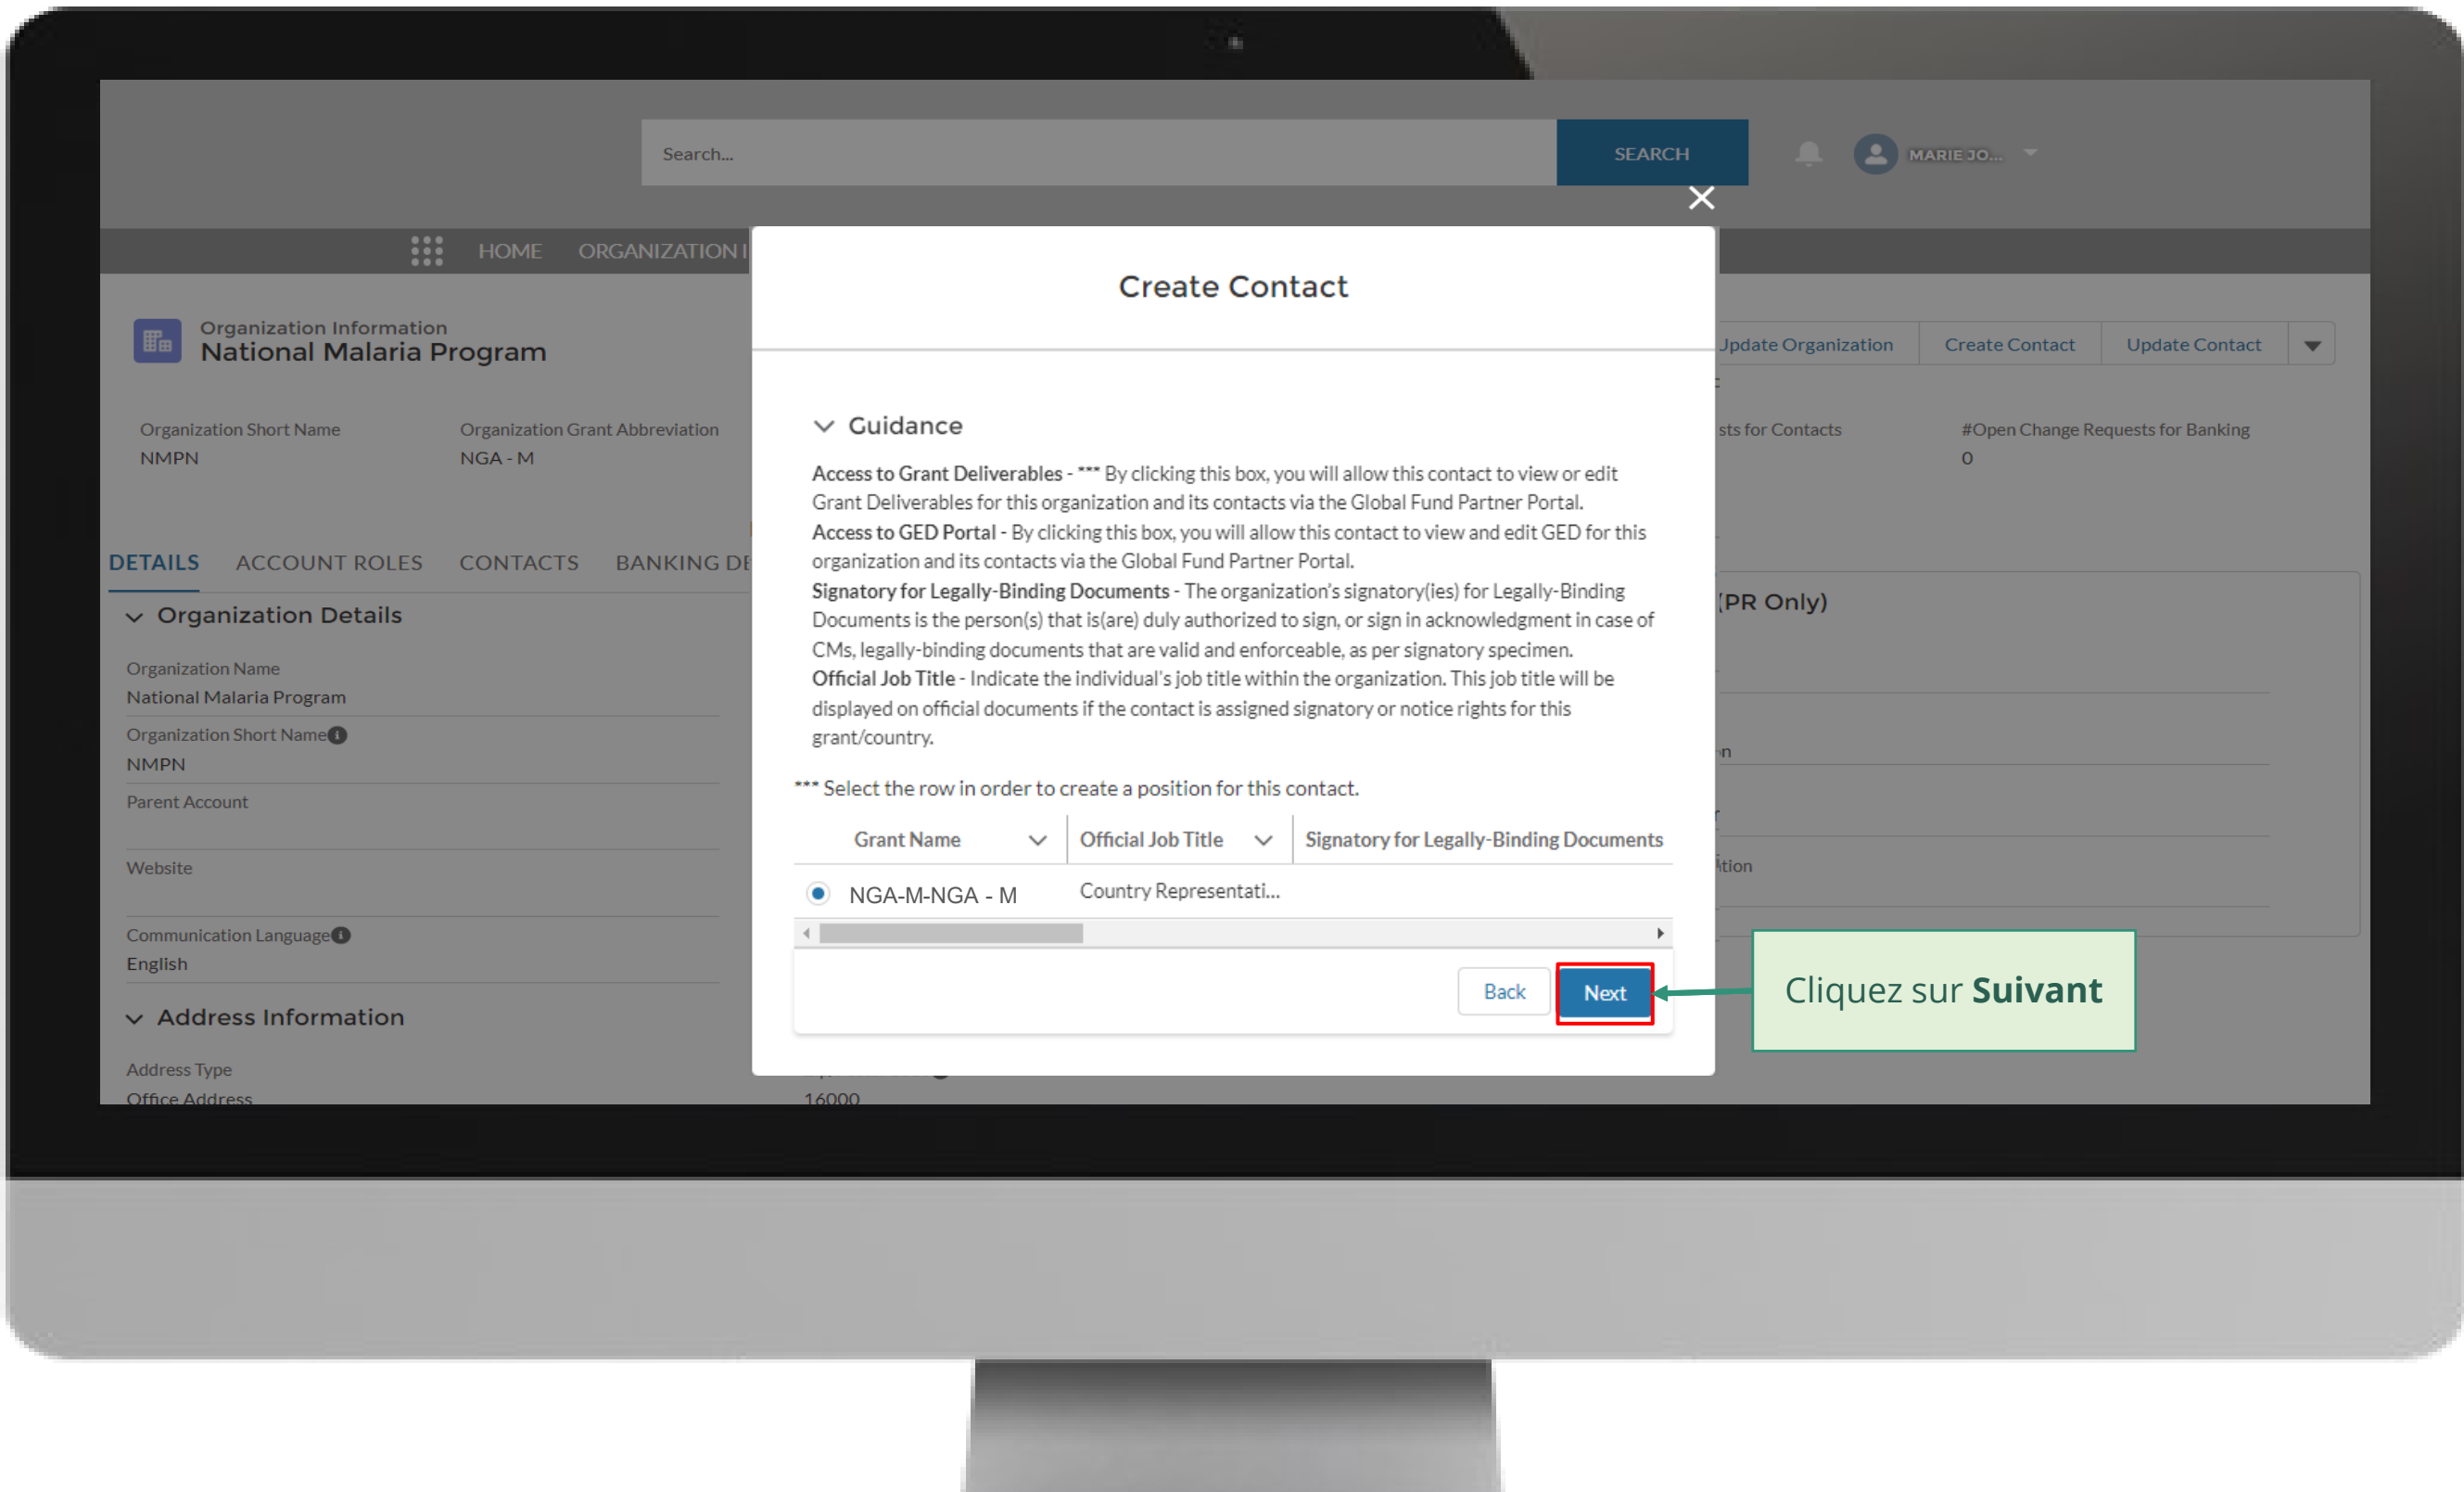 Search...
SEARCH
MARIE JO...
HOME ORGANIZATION I
Create Contact
Organization Information
National Malaria Program
Update Organization
Create Contact
Update Contact
Organization Short Name
NMPN
Organization Grant Abbreviation
NGA - M
sts for Contacts
#Open Change Requests for Banking
0
DETAILS ACCOUNT ROLES CONTACTS BANKING DE
Guidance
Access to Grant Deliverables - *** By clicking this box, you will allow this contact to view or edit
Grant Deliverables for this organization and its contacts via the Global Fund Partner Portal.
Access to GED Portal - By clicking this box, you will allow this contact to view and edit GED for this
organization and its contacts via the Global Fund Partner Portal.
Signatory for Legally-Binding Documents - The organization's signatory(ies) for Legally-Binding
Documents is the person(s) that is(are) duly authorized to sign, or sign in acknowledgment in case of
CMs, legally-binding documents that are valid and enforceable, as per signatory specimen.
Official Job Title - Indicate the individual's job title within the organization. This job title will be
displayed on official documents if the contact is assigned signatory or notice rights for this
grant/country.
*** Select the row in order to create a position for this contact.
Grant Name Official Job Title Signatory for Legally-Binding Documents
NGA-M-NGA - M Country Representati...
Back Next
Cliquez sur Suivant
Organization Details
Organization Name
National Malaria Program
Organization Short Name
NMPN
Parent Account
Website
Communication Language
English
Address Information
Address Type
Office Address
16000
(PR Only)
n
r
ition